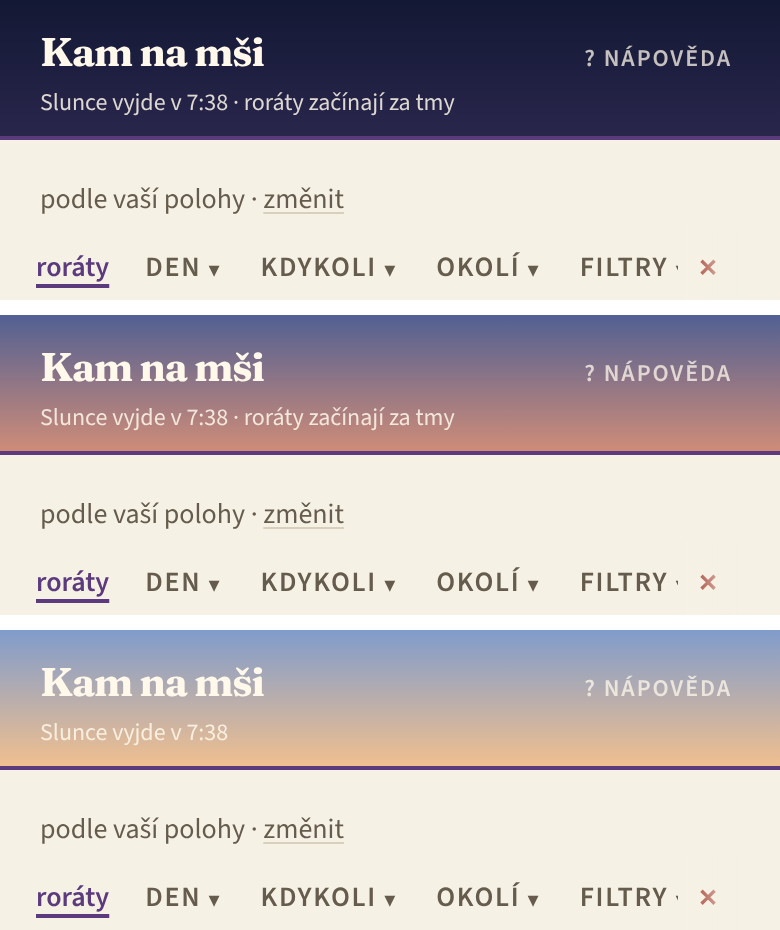 Kam na mši
? NÁPOVĚDA
Slunce vyjde v 7:38 · roráty začínají za tmy
podle vaší polohy · změnit
roráty DEN ▾ KDYKOLI ▾ OKOLÍ ▾ FILTRY ✕
Kam na mši
? NÁPOVĚDA
Slunce vyjde v 7:38 · roráty začínají za tmy
podle vaší polohy · změnit
roráty DEN ▾ KDYKOLI ▾ OKOLÍ ▾ FILTRY ✕
Kam na mši
? NÁPOVĚDA
Slunce vyjde v 7:38
podle vaší polohy · změnit
roráty DEN ▾ KDYKOLI ▾ OKOLÍ ▾ FILTRY ✕